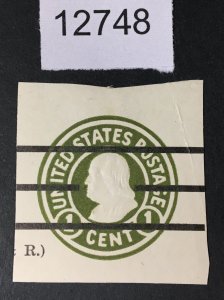 12748
UNITED STATES POSTAGE
1 CENT 1
t R.)